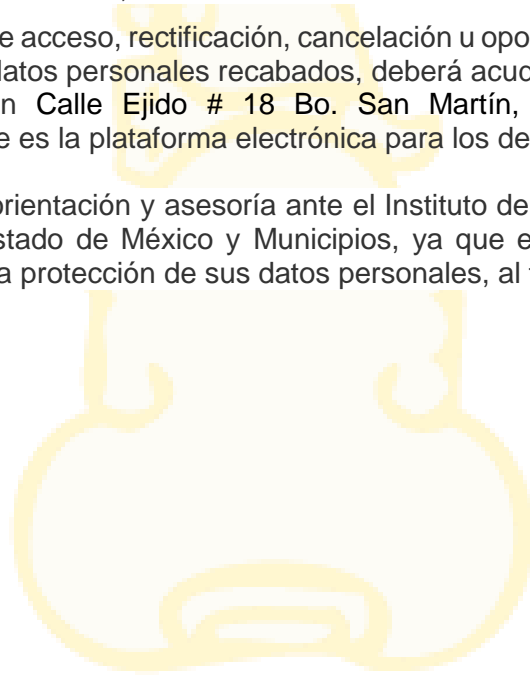 e acceso, rectificación, cancelación u opo
datos personales recabados, deberá acud
n Calle Ejido # 18 Bo. San Martín,
e es la plataforma electrónica para los de
orientación y asesoría ante el Instituto de
stado de México y Municipios, ya que e
a protección de sus datos personales, al